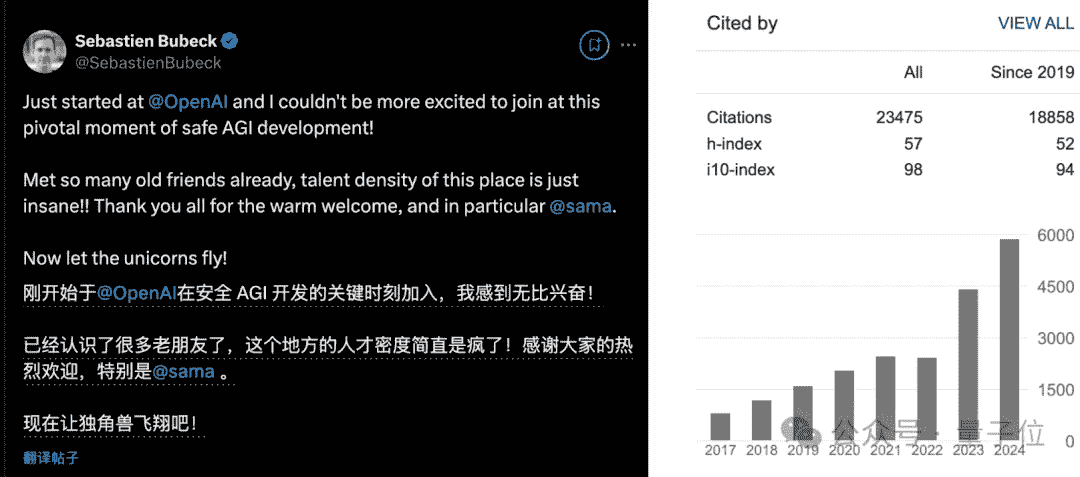 Sebastien Bubeck
@SebastienBubeck
Just started at @OpenAI and I couldn't be more excited to join at this
pivotal moment of safe AGI development!
Met so many old friends already, talent density of this place is just
insane!! Thank you all for the warm welcome, and in particular @sama.
Now let the unicorns fly!
刚开始于@OpenAI在安全 AGI 开发的关键时刻加入，我感到无比兴奋！
已经认识了很多老朋友了，这个地方的人才密度简直是疯了！感谢大家的热
烈欢迎，特别是@sama 。
现在让独角兽飞翔吧！
翻译帖子
Cited by VIEW ALL
All Since 2019
Citations 23475 18858
h-index 57 52
i10-index 98 94
6000
4500
3000
1500
0
2017 2018 2019 2020 2021 2022 2023 2024
公众号 · 量子位